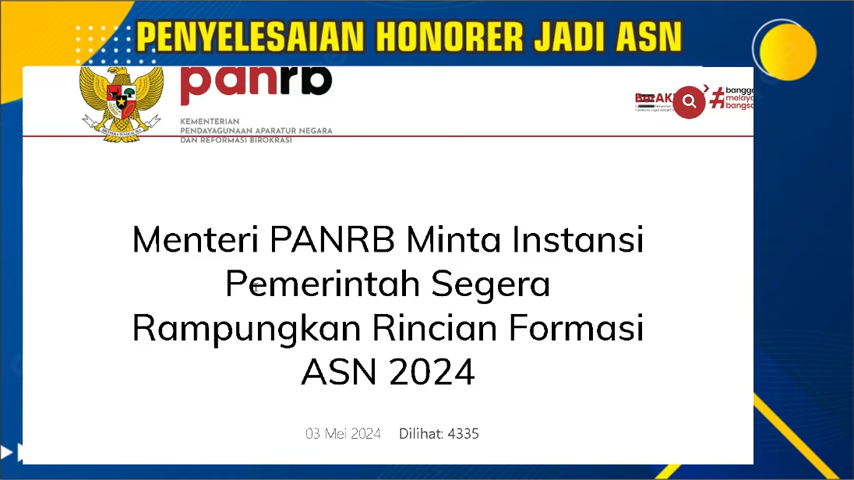 PENYELESAIAN HONORER JADI ASN
panrb
KEMENTERIAN
PENDAYAGUNAAN APARATUR NEGARA
DAN REFORMASI BIROKRASI
Menteri PANRB Minta Instansi
Pemerintah Segera
Rampungkan Rincian Formasi
ASN 2024
03 Mei 2024 Dilihat: 4335